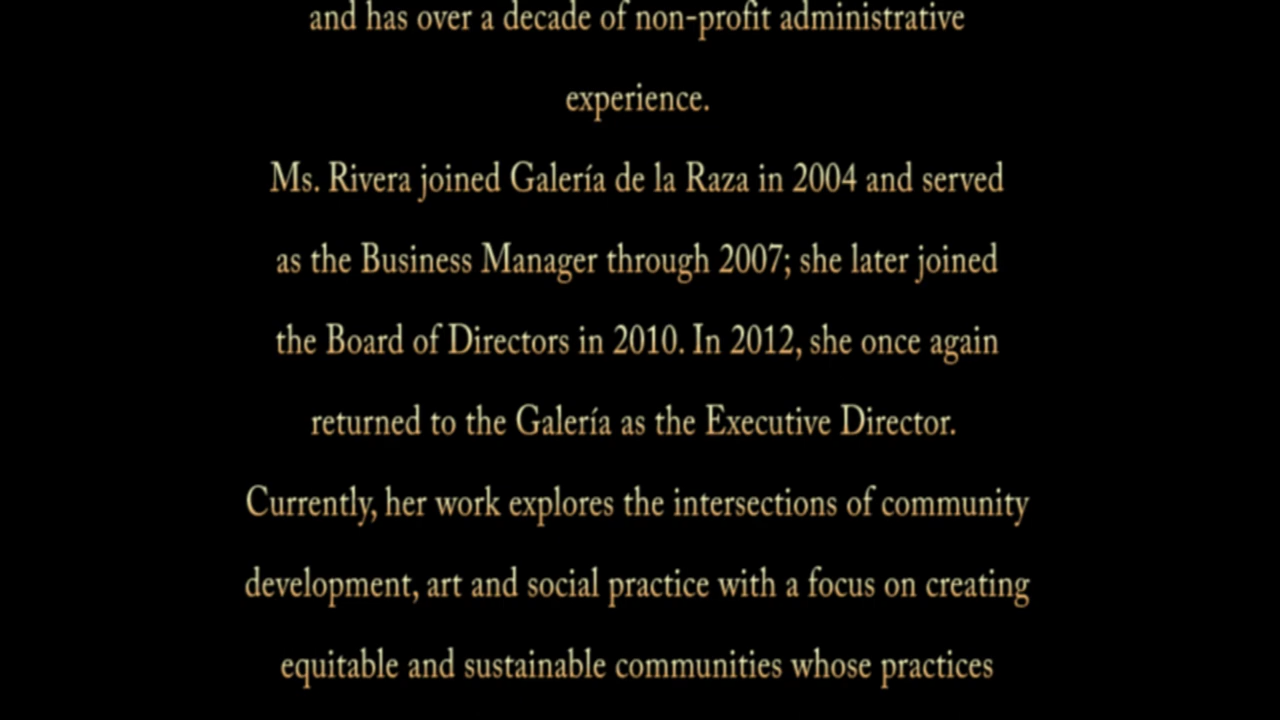 and has over a decade of non-profit administrative
experience.
Ms. Rivera joined Galería de la Raza in 2004 and served
as the Business Manager through 2007; she later joined
the Board of Directors in 2010. In 2012, she once again
returned to the Galería as the Executive Director.
Currently, her work explores the intersections of community
development, art and social practice with a focus on creating
equitable and sustainable communities whose practices